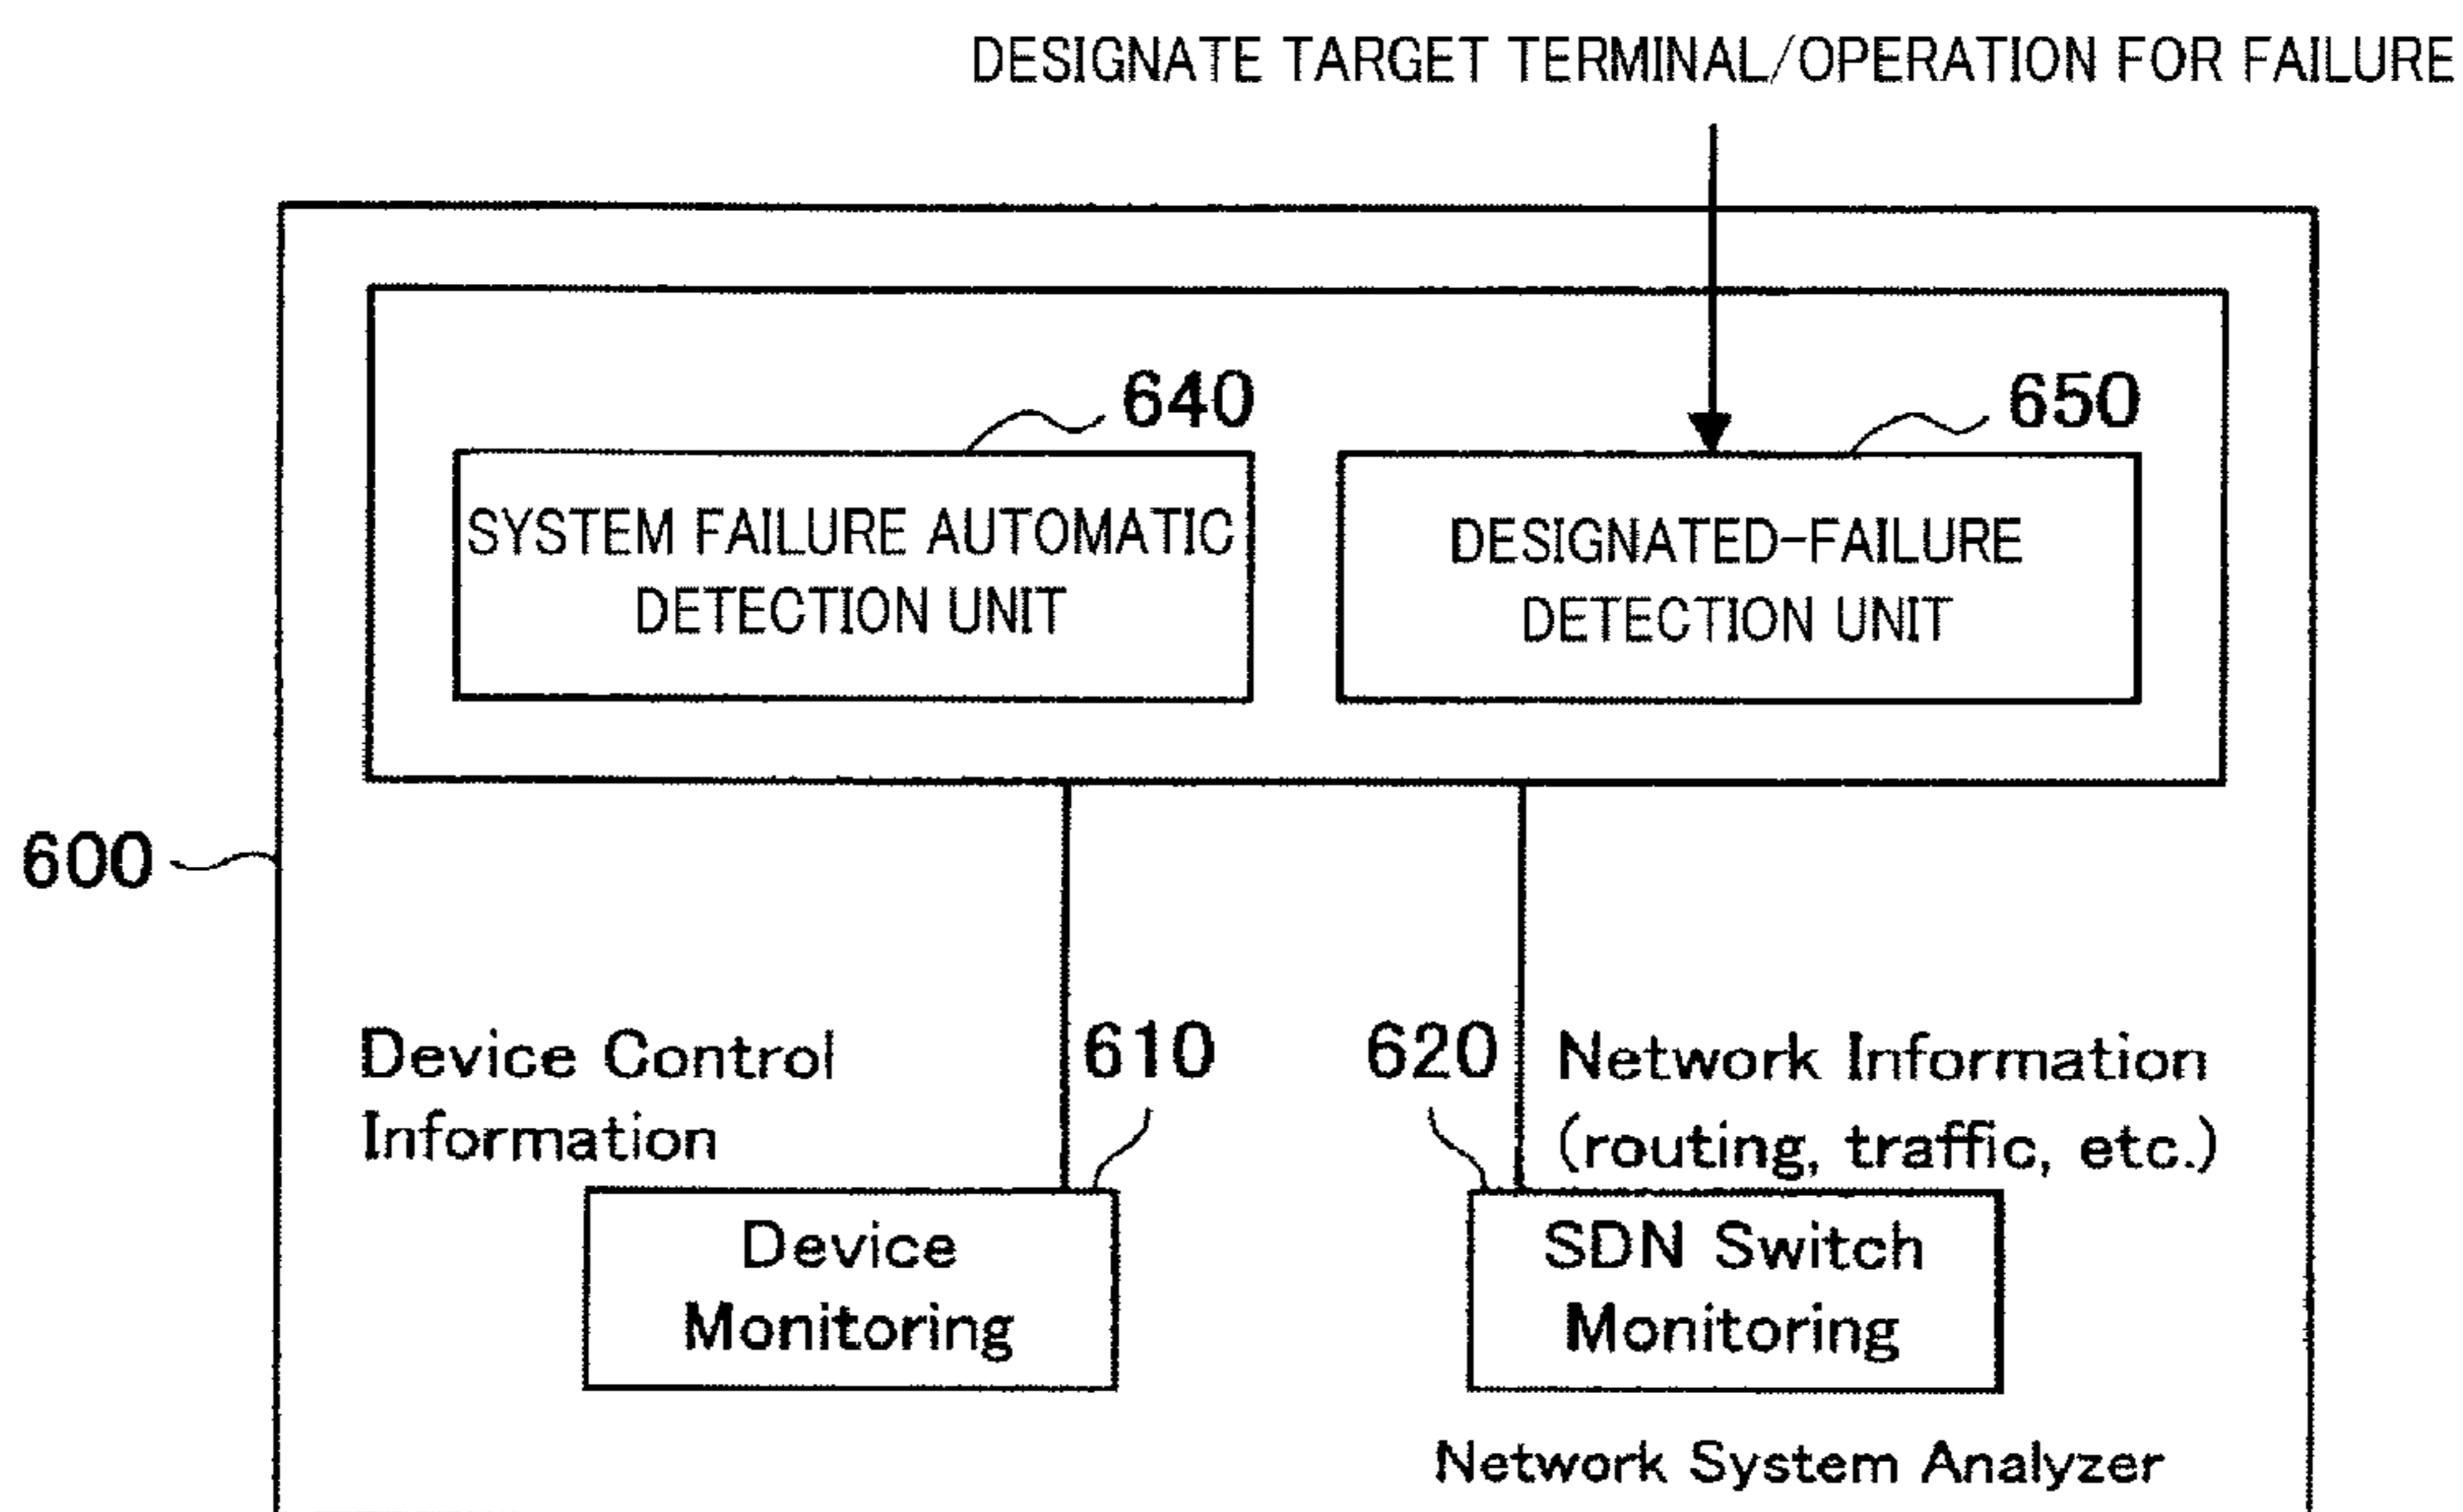 DESIGNATE TARGET TERMINAL/OPERATION FOR FAILURE
640
650
SYSTEM FAILURE AUTOMATIC
DETECTION UNIT
DESIGNATED-FAILURE
DETECTION UNIT
600
Device Control
Information
610
620
Network Information
(routing, traffic, etc.)
Device
Monitoring
SDN Switch
Monitoring
Network System Analyzer